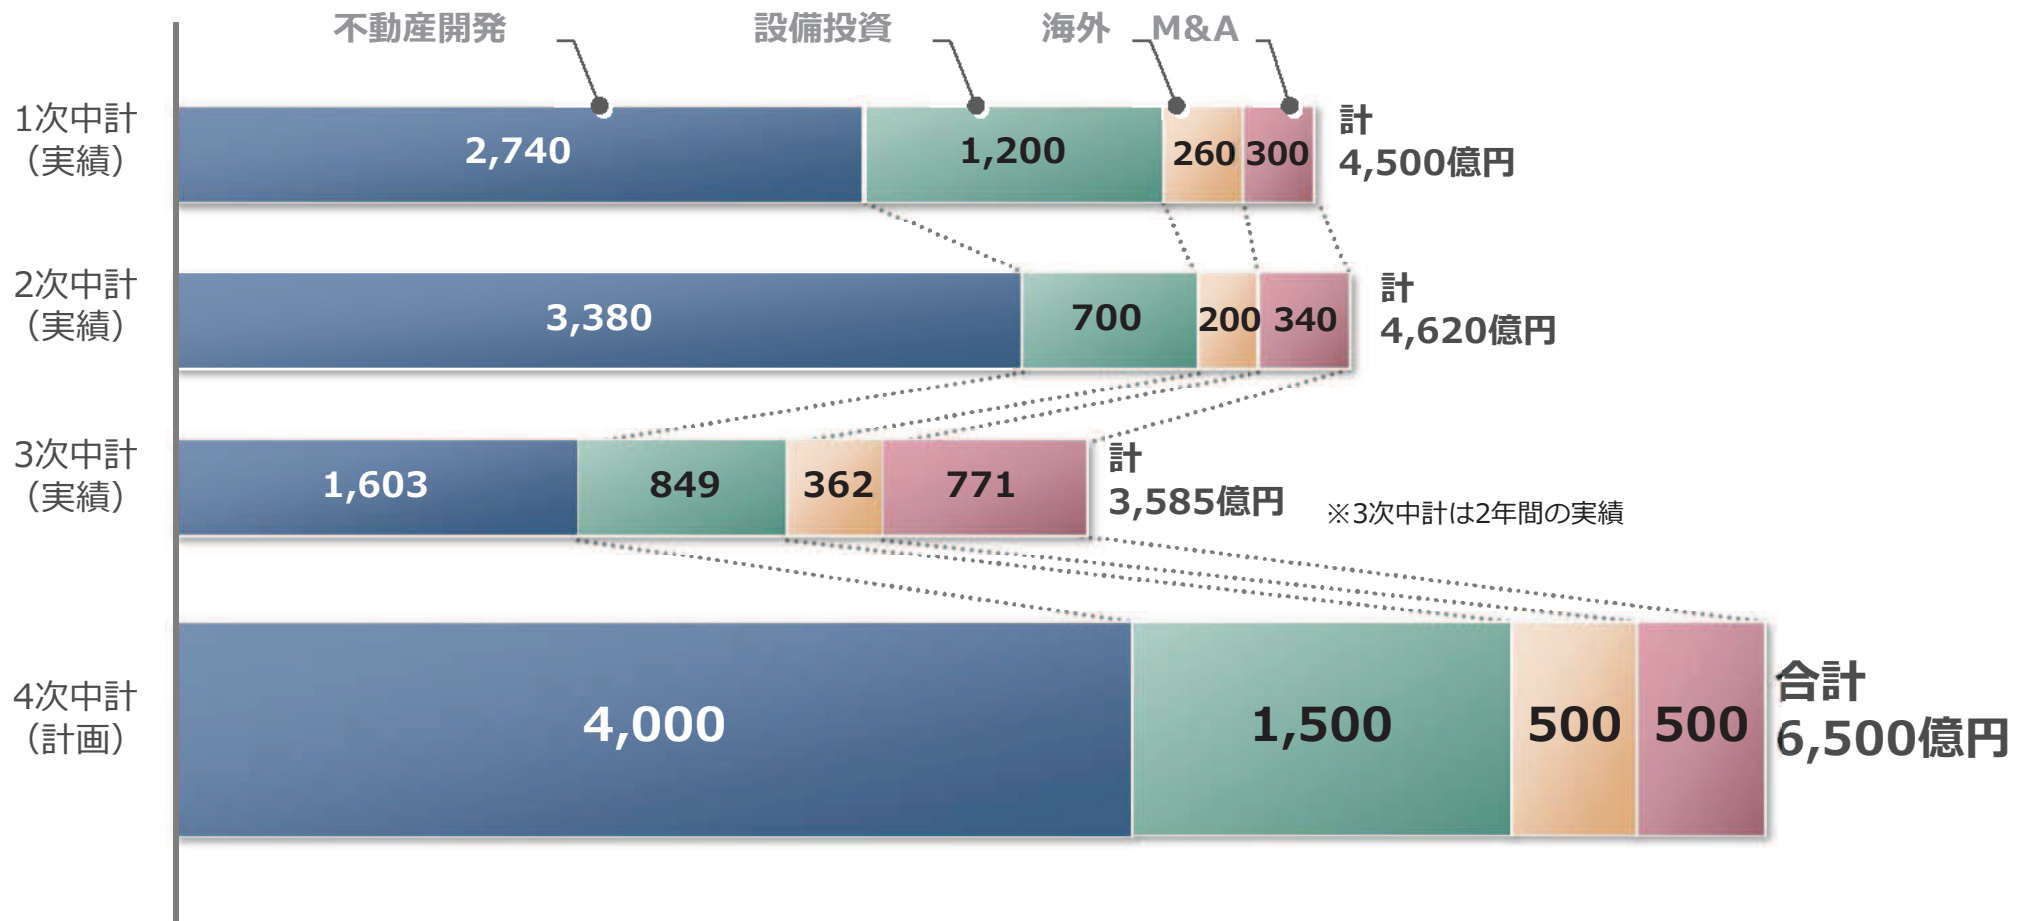 不動産開発 設備投資 海外 M&A
1次中計
（実績）
2,740 1,200 260 300
計
4,500億円
2次中計
（実績）
3,380 700 200 340
計
4,620億円
3次中計
（実績）
1,603 849 362 771
計
3,585億円
※3次中計は2年間の実績
4次中計
（計画）
4,000 1,500 500 500
合計
6,500億円